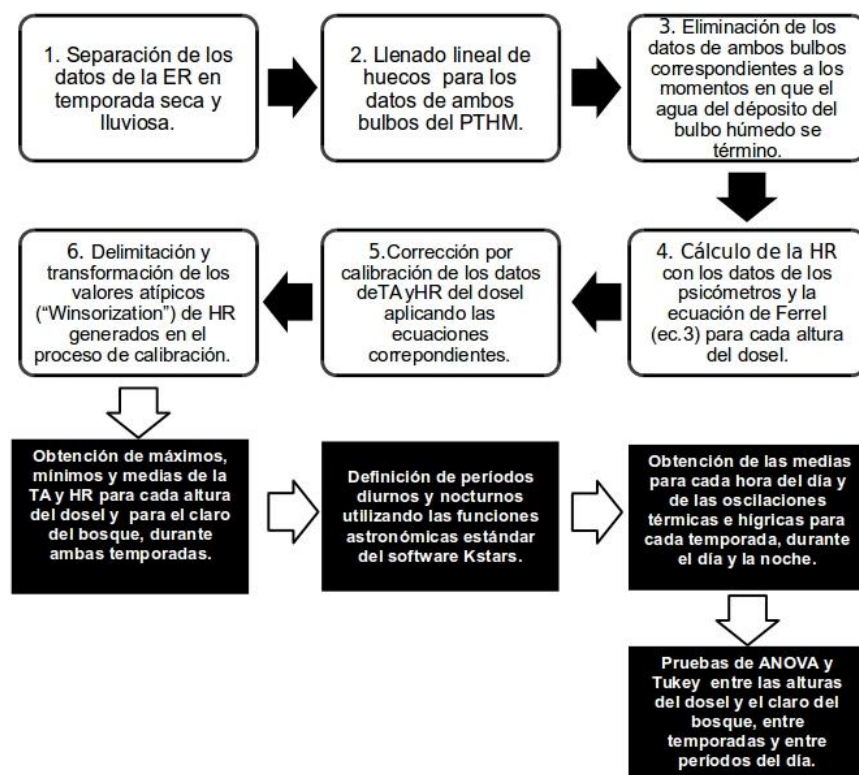 1. Separación de los
datos de la ER en
temporada seca y
lluviosa.
2. Llenado lineal de
huecos para los
datos de ambos
bulbos del PTHM.
3. Eliminación de los
datos de ambos bulbos
correspondientes a los
momentos en que el
agua del depósito del
bulbo húmedo se
término.
4. Cálculo de la HR
con los datos de los
psicómetros y la
ecuación de Ferrel
(ec.3) para cada altura
del dosel.
5.Corrección por
calibración de los datos
deTAyHR del dosel
aplicando las
ecuaciones
correpondientes.
6. Delimitación y
transformación de los
valores atípicos
(“Winsorization”) de HR
generados en el
proceso de calibración.
Obtención de máximos,
mínimos y medias de la
TA y HR para cada altura
del dosel y para el claro
del bosque, durante
ambas temporadas.
Definición de períodos
diurnos y nocturnos
utilizando las funciones
astronómicas estándar
del software Kstars.
Obtención de las medias
para cada hora del día y
de las oscilaciones
térmicas e hígricas para
cada temporada, durante
el día y la noche.
Pruebas de ANOVA y
Tukey entre las alturas
del dosel y el claro del
bosque, entre
temporadas y entre
períodos del día.